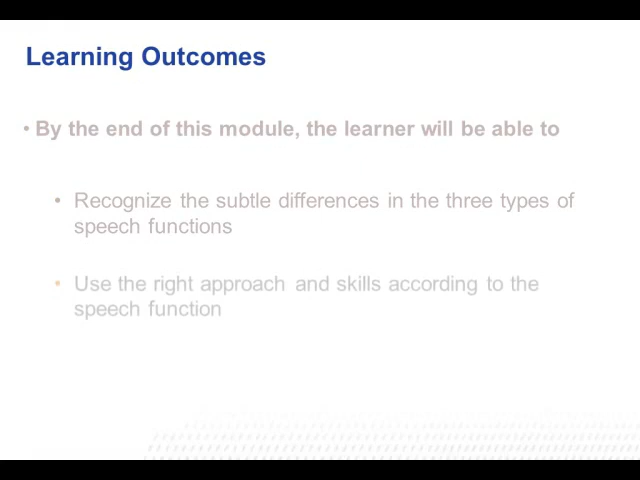 Learning Outcomes
• By the end of this module, the learner will be able to
• Recognize the subtle differences in the three types of
speech functions
• Use the right approach and skills according to the
speech function